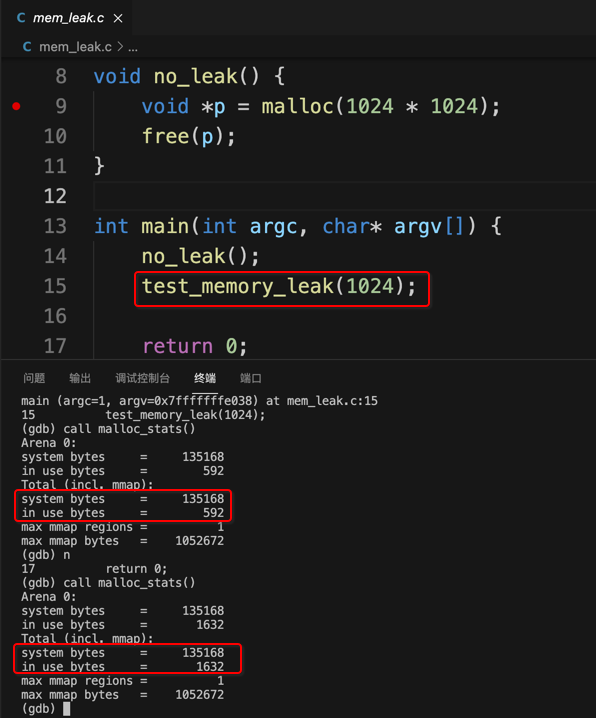 C mem_leak.c ×
C mem_leak.c > ...
8 void no_leak() {
9 void *p = malloc(1024 * 1024);
10 free(p);
11 }
12
13 int main(int argc, char* argv[]) {
14 no_leak();
15 test_memory_leak(1024);
16
17 return 0;
问题 输出 调试控制台 终端 端口
main (argc=1, argv=0x7fffffffe038) at mem_leak.c:15
15 test_memory_leak(1024);
(gdb) call malloc_stats()
Arena 0:
system bytes = 135168
in use bytes = 592
Total (incl. mmap):
system bytes = 135168
in use bytes = 592
max mmap regions = 1
max mmap bytes = 1052672
(gdb) n
17 return 0;
(gdb) call malloc_stats()
Arena 0:
system bytes = 135168
in use bytes = 1632
Total (incl. mmap):
system bytes = 135168
in use bytes = 1632
max mmap regions = 1
max mmap bytes = 1052672
(gdb)